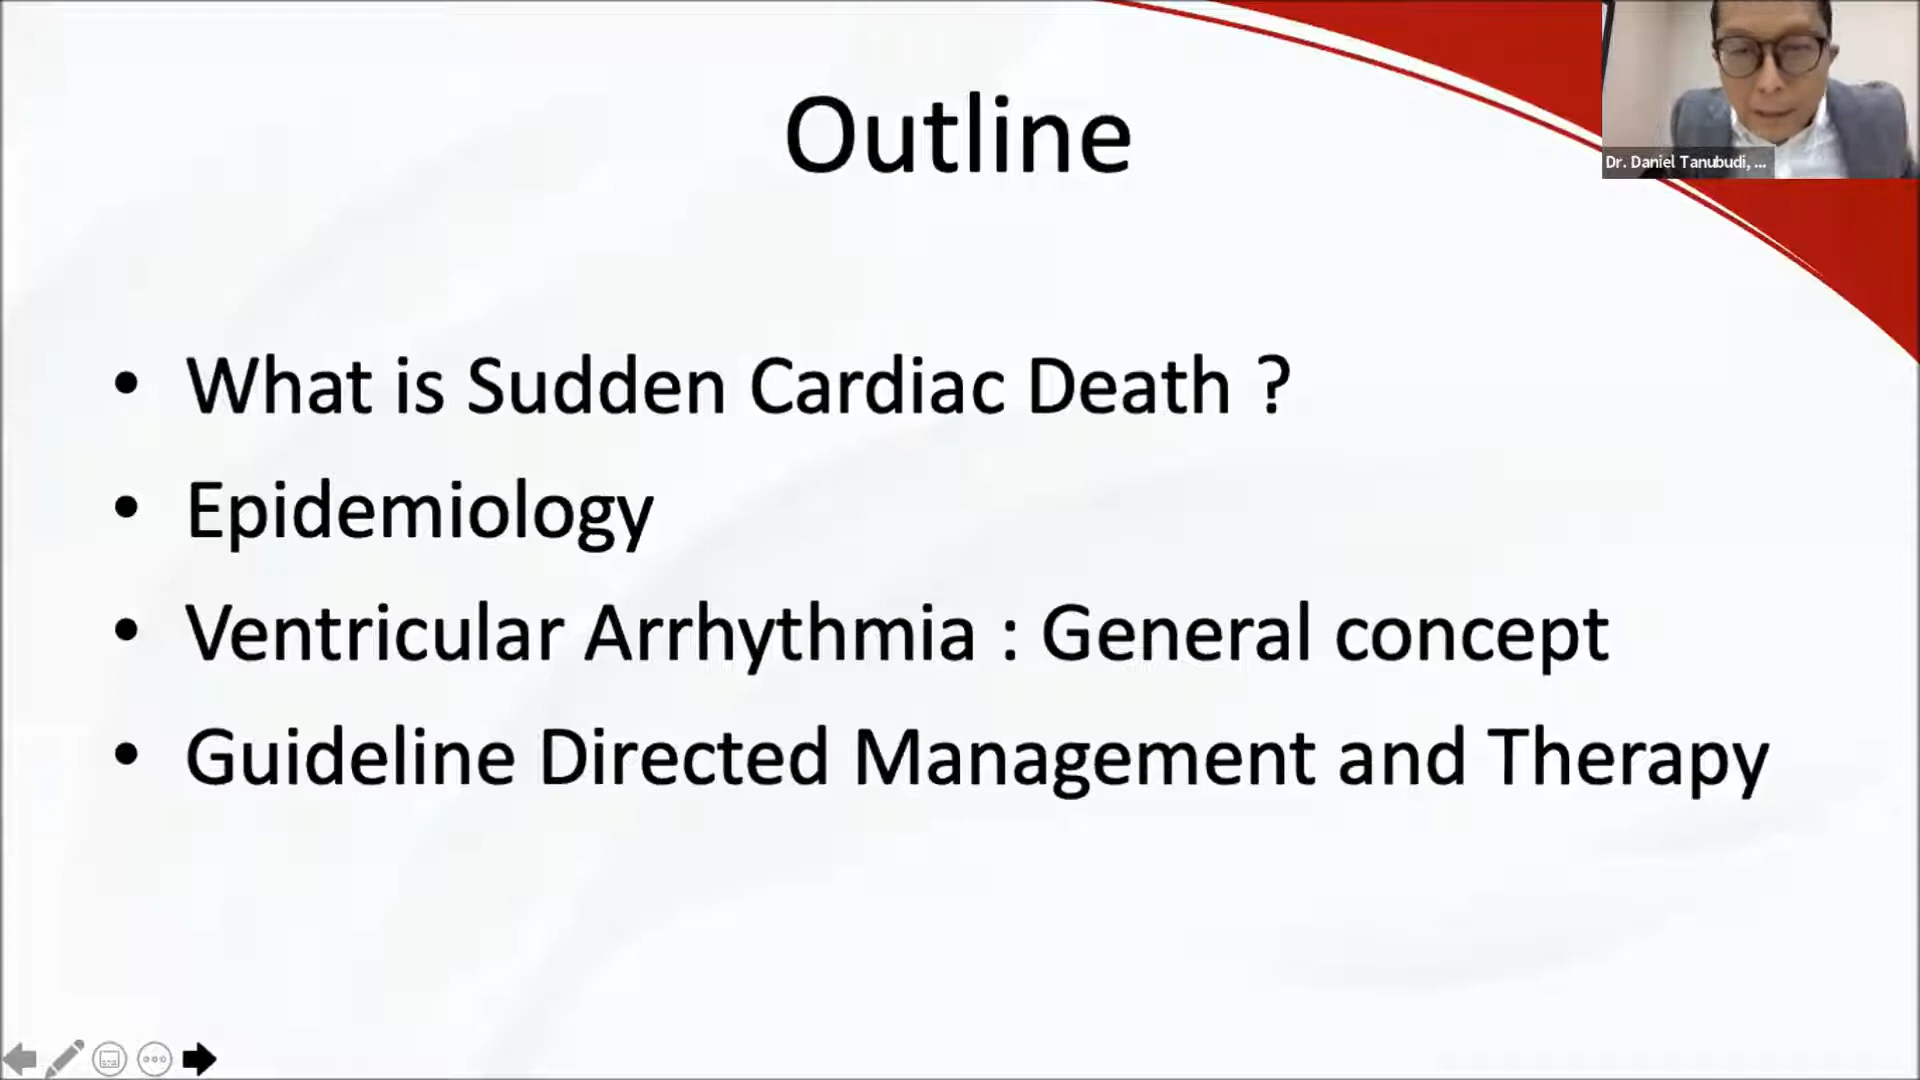 Outline
Dr. Daniel Tanubudi, ...
• What is Sudden Cardiac Death ?
• Epidemiology
• Ventricular Arrhythmia : General concept
• Guideline Directed Management and Therapy